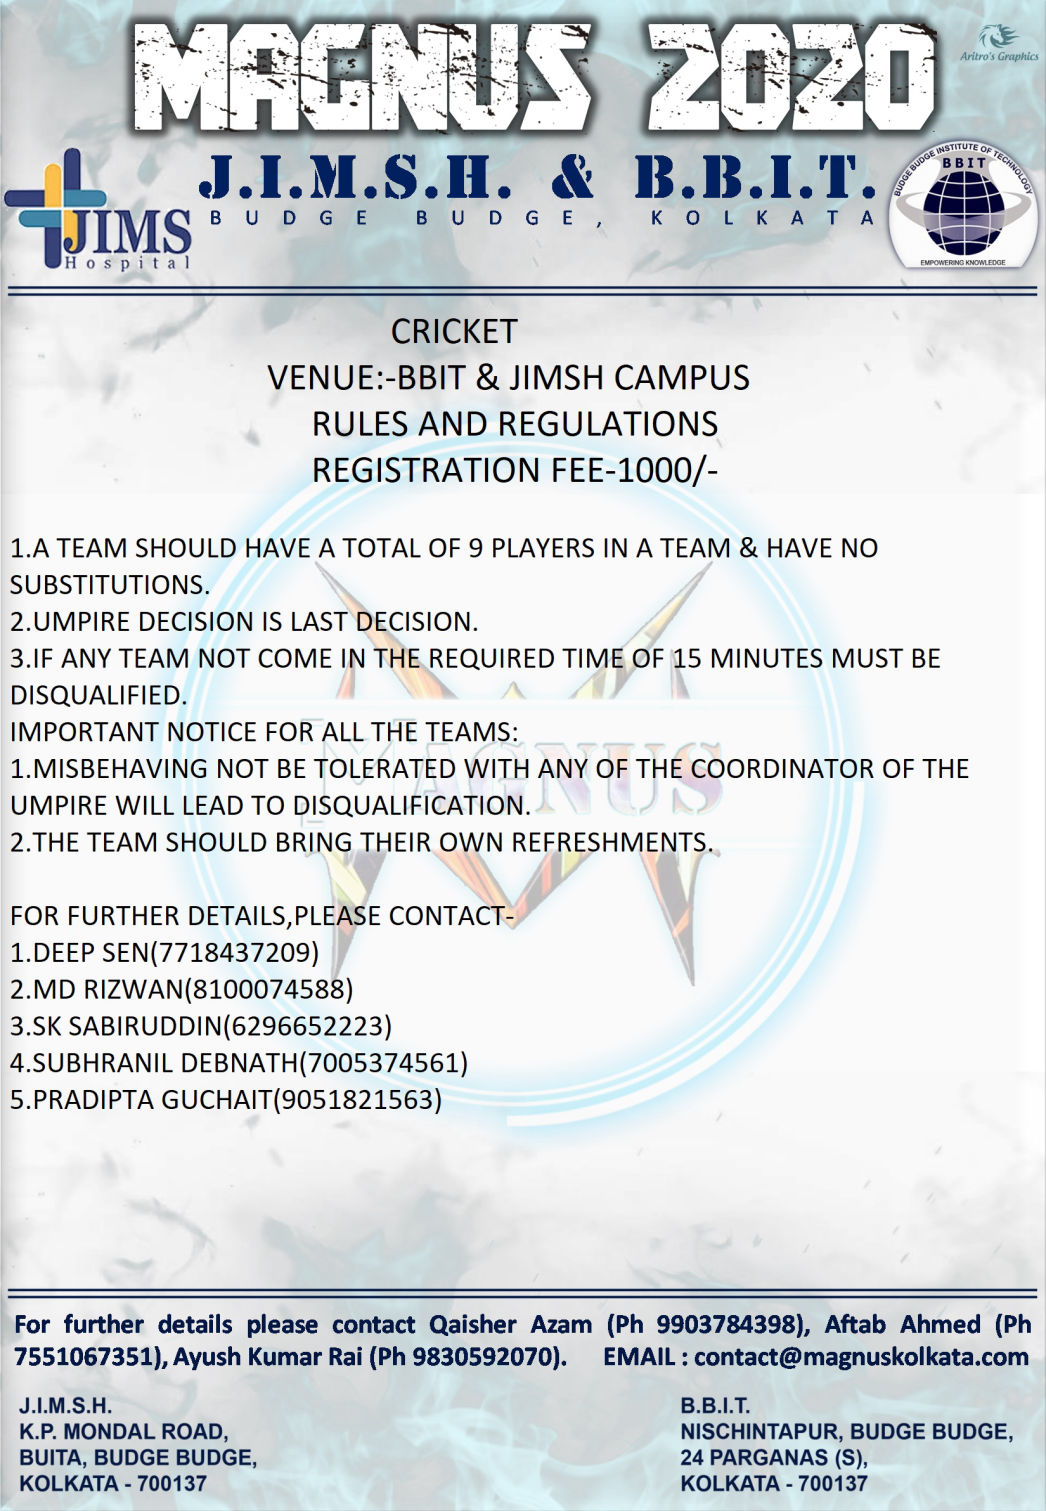 MAGNUS 2020
Aritro's Graphics
J.I.M.S.H. & B.B.I.T.
BUDGE BUDGE, KOLKATA
JIMS
Hospital
BUDGE BUDGE INSTITUTE OF TECHNOLOGY
BBIT
EMPOWERING KNOWLEDGE
CRICKET
VENUE:-BBIT & JIMSH CAMPUS
RULES AND REGULATIONS
REGISTRATION FEE-1000/-
1.A TEAM SHOULD HAVE A TOTAL OF 9 PLAYERS IN A TEAM & HAVE NO
SUBSTITUTIONS.
2.UMPIRE DECISION IS LAST DECISION.
3.IF ANY TEAM NOT COME IN THE REQUIRED TIME OF 15 MINUTES MUST BE
DISQUALIFIED.
IMPORTANT NOTICE FOR ALL THE TEAMS:
MAGNUS
1.MISBEHAVING NOT BE TOLERATED WITH ANY OF THE COORDINATOR OF THE
UMPIRE WILL LEAD TO DISQUALIFICATION.
2.THE TEAM SHOULD BRING THEIR OWN REFRESHMENTS.
FOR FURTHER DETAILS,PLEASE CONTACT-
1.DEEP SEN(7718437209)
2.MD RIZWAN(8100074588)
3.SK SABIRUDDIN(6296652223)
4.SUBHRANIL DEBNATH(7005374561)
5.PRADIPTA GUCHAIT(9051821563)
For further details please contact Qaisher Azam (Ph 9903784398), Aftab Ahmed (Ph
7551067351), Ayush Kumar Rai (Ph 9830592070). EMAIL : contact@magnuskolkata.com
J.I.M.S.H.
K.P. MONDAL ROAD,
BUITA, BUDGE BUDGE,
KOLKATA - 700137
B.B.I.T.
NISCHINTAPUR, BUDGE BUDGE,
24 PARGANAS (S),
KOLKATA - 700137